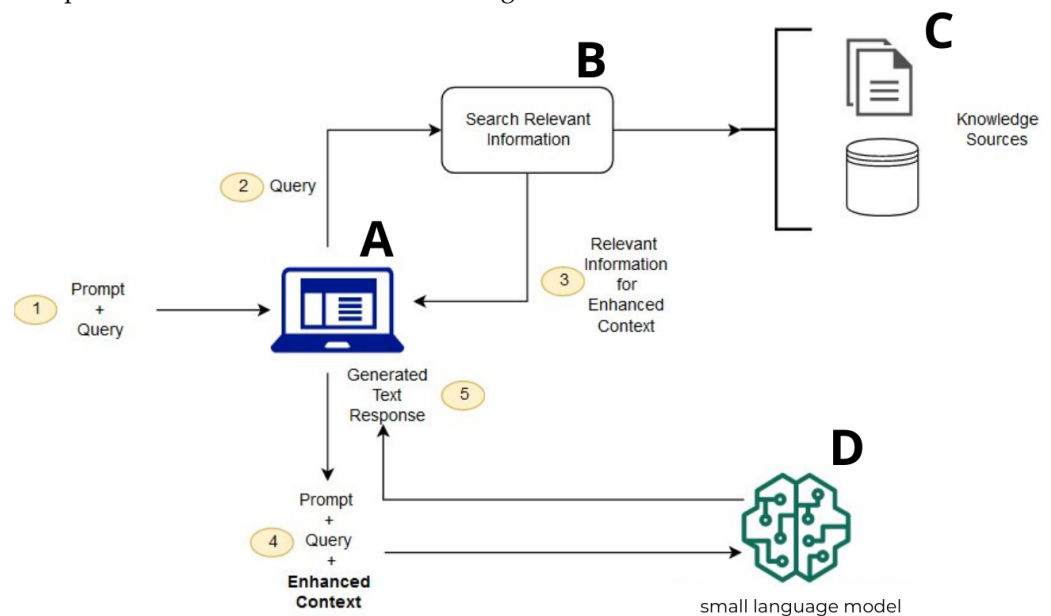 B
C
Search Relevant
Information
Knowledge
Sources
2 Query
A
Relevant
Information
for
Enhanced
Context
3
1
Prompt
+
Query
Generated
Text
Response
5
D
Prompt
+
4 Query
+
Enhanced
Context
small language model